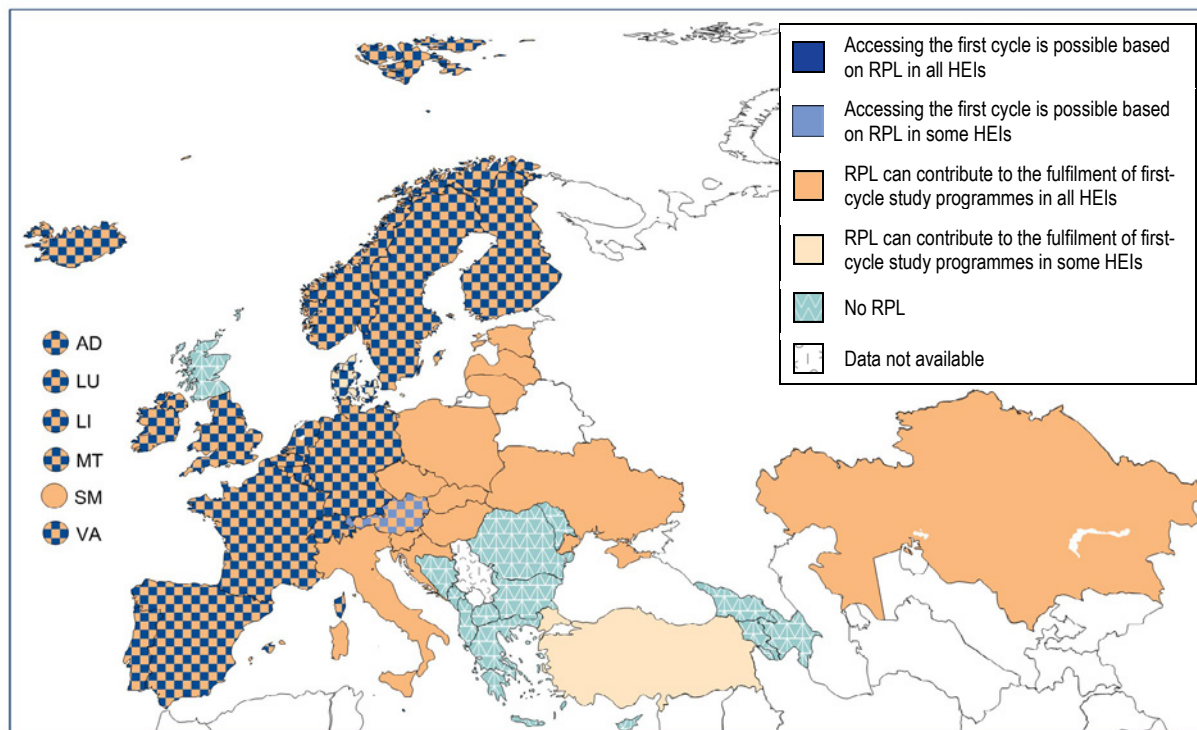 Accessing the first cycle is possible based
on RPL in all HEIs
Accessing the first cycle is possible based
on RPL in some HEIs
RPL can contribute to the fulfilment of first-
cycle study programmes in all HEIs
RPL can contribute to the fulfilment of first-
cycle study programmes in some HEIs
No RPL
Data not available
AD
LU
LI
MT
SM
VA